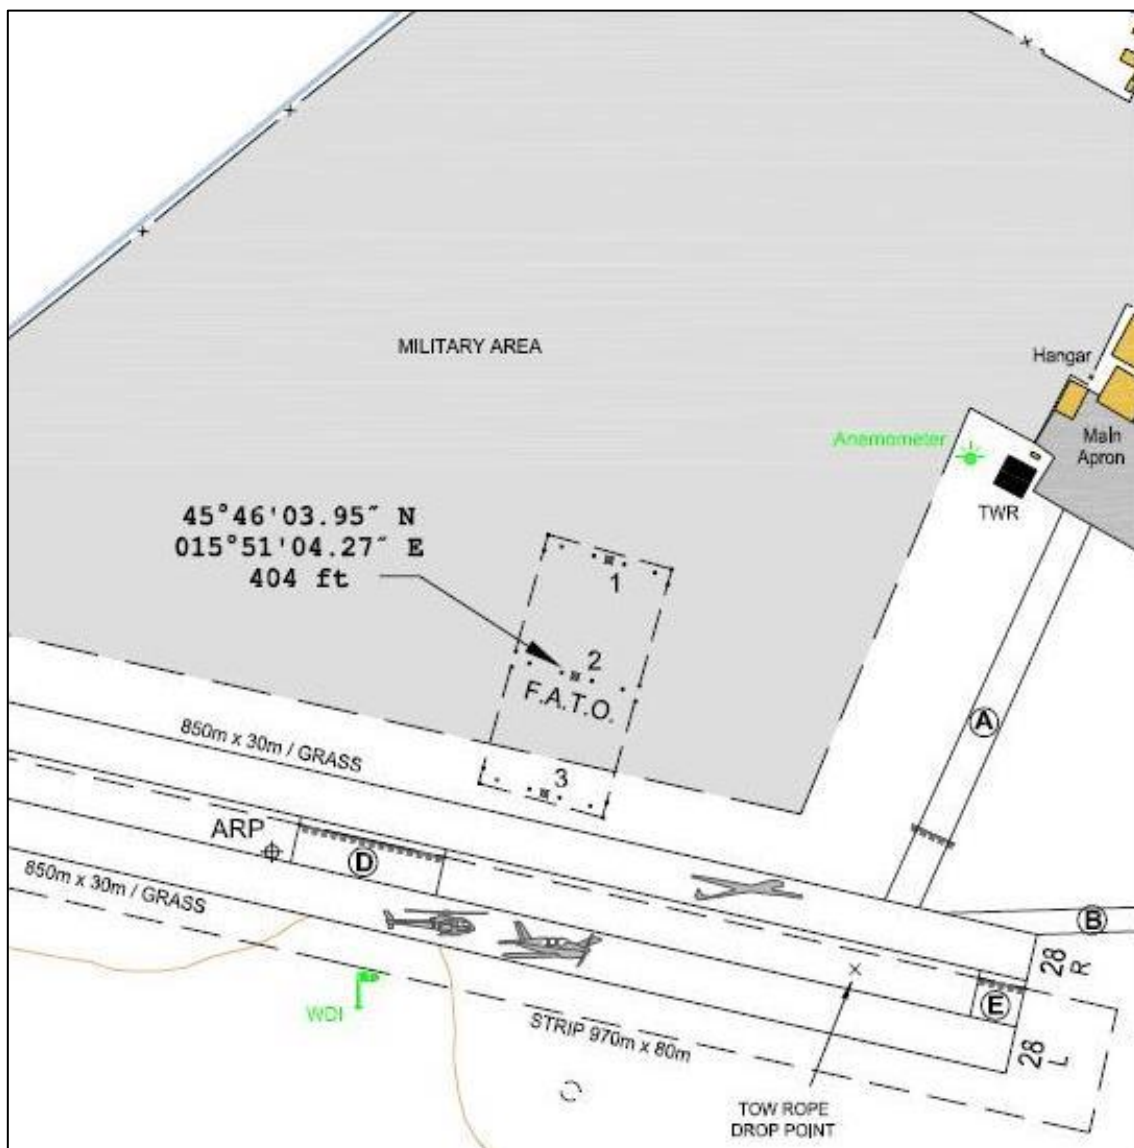 MILITARY AREA
Hangar
Main
Apron
Anemometer
TWR
45°46'03.95″ N
015°51'04.27″ E
404 ft
1
2
F.A.T.O.
3
A
850m x 30m / GRASS
ARP
D
850m x 30m / GRASS
B
28
R
E
28
L
WDI
STRIP 970m x 80m
TOW ROPE
DROP POINT